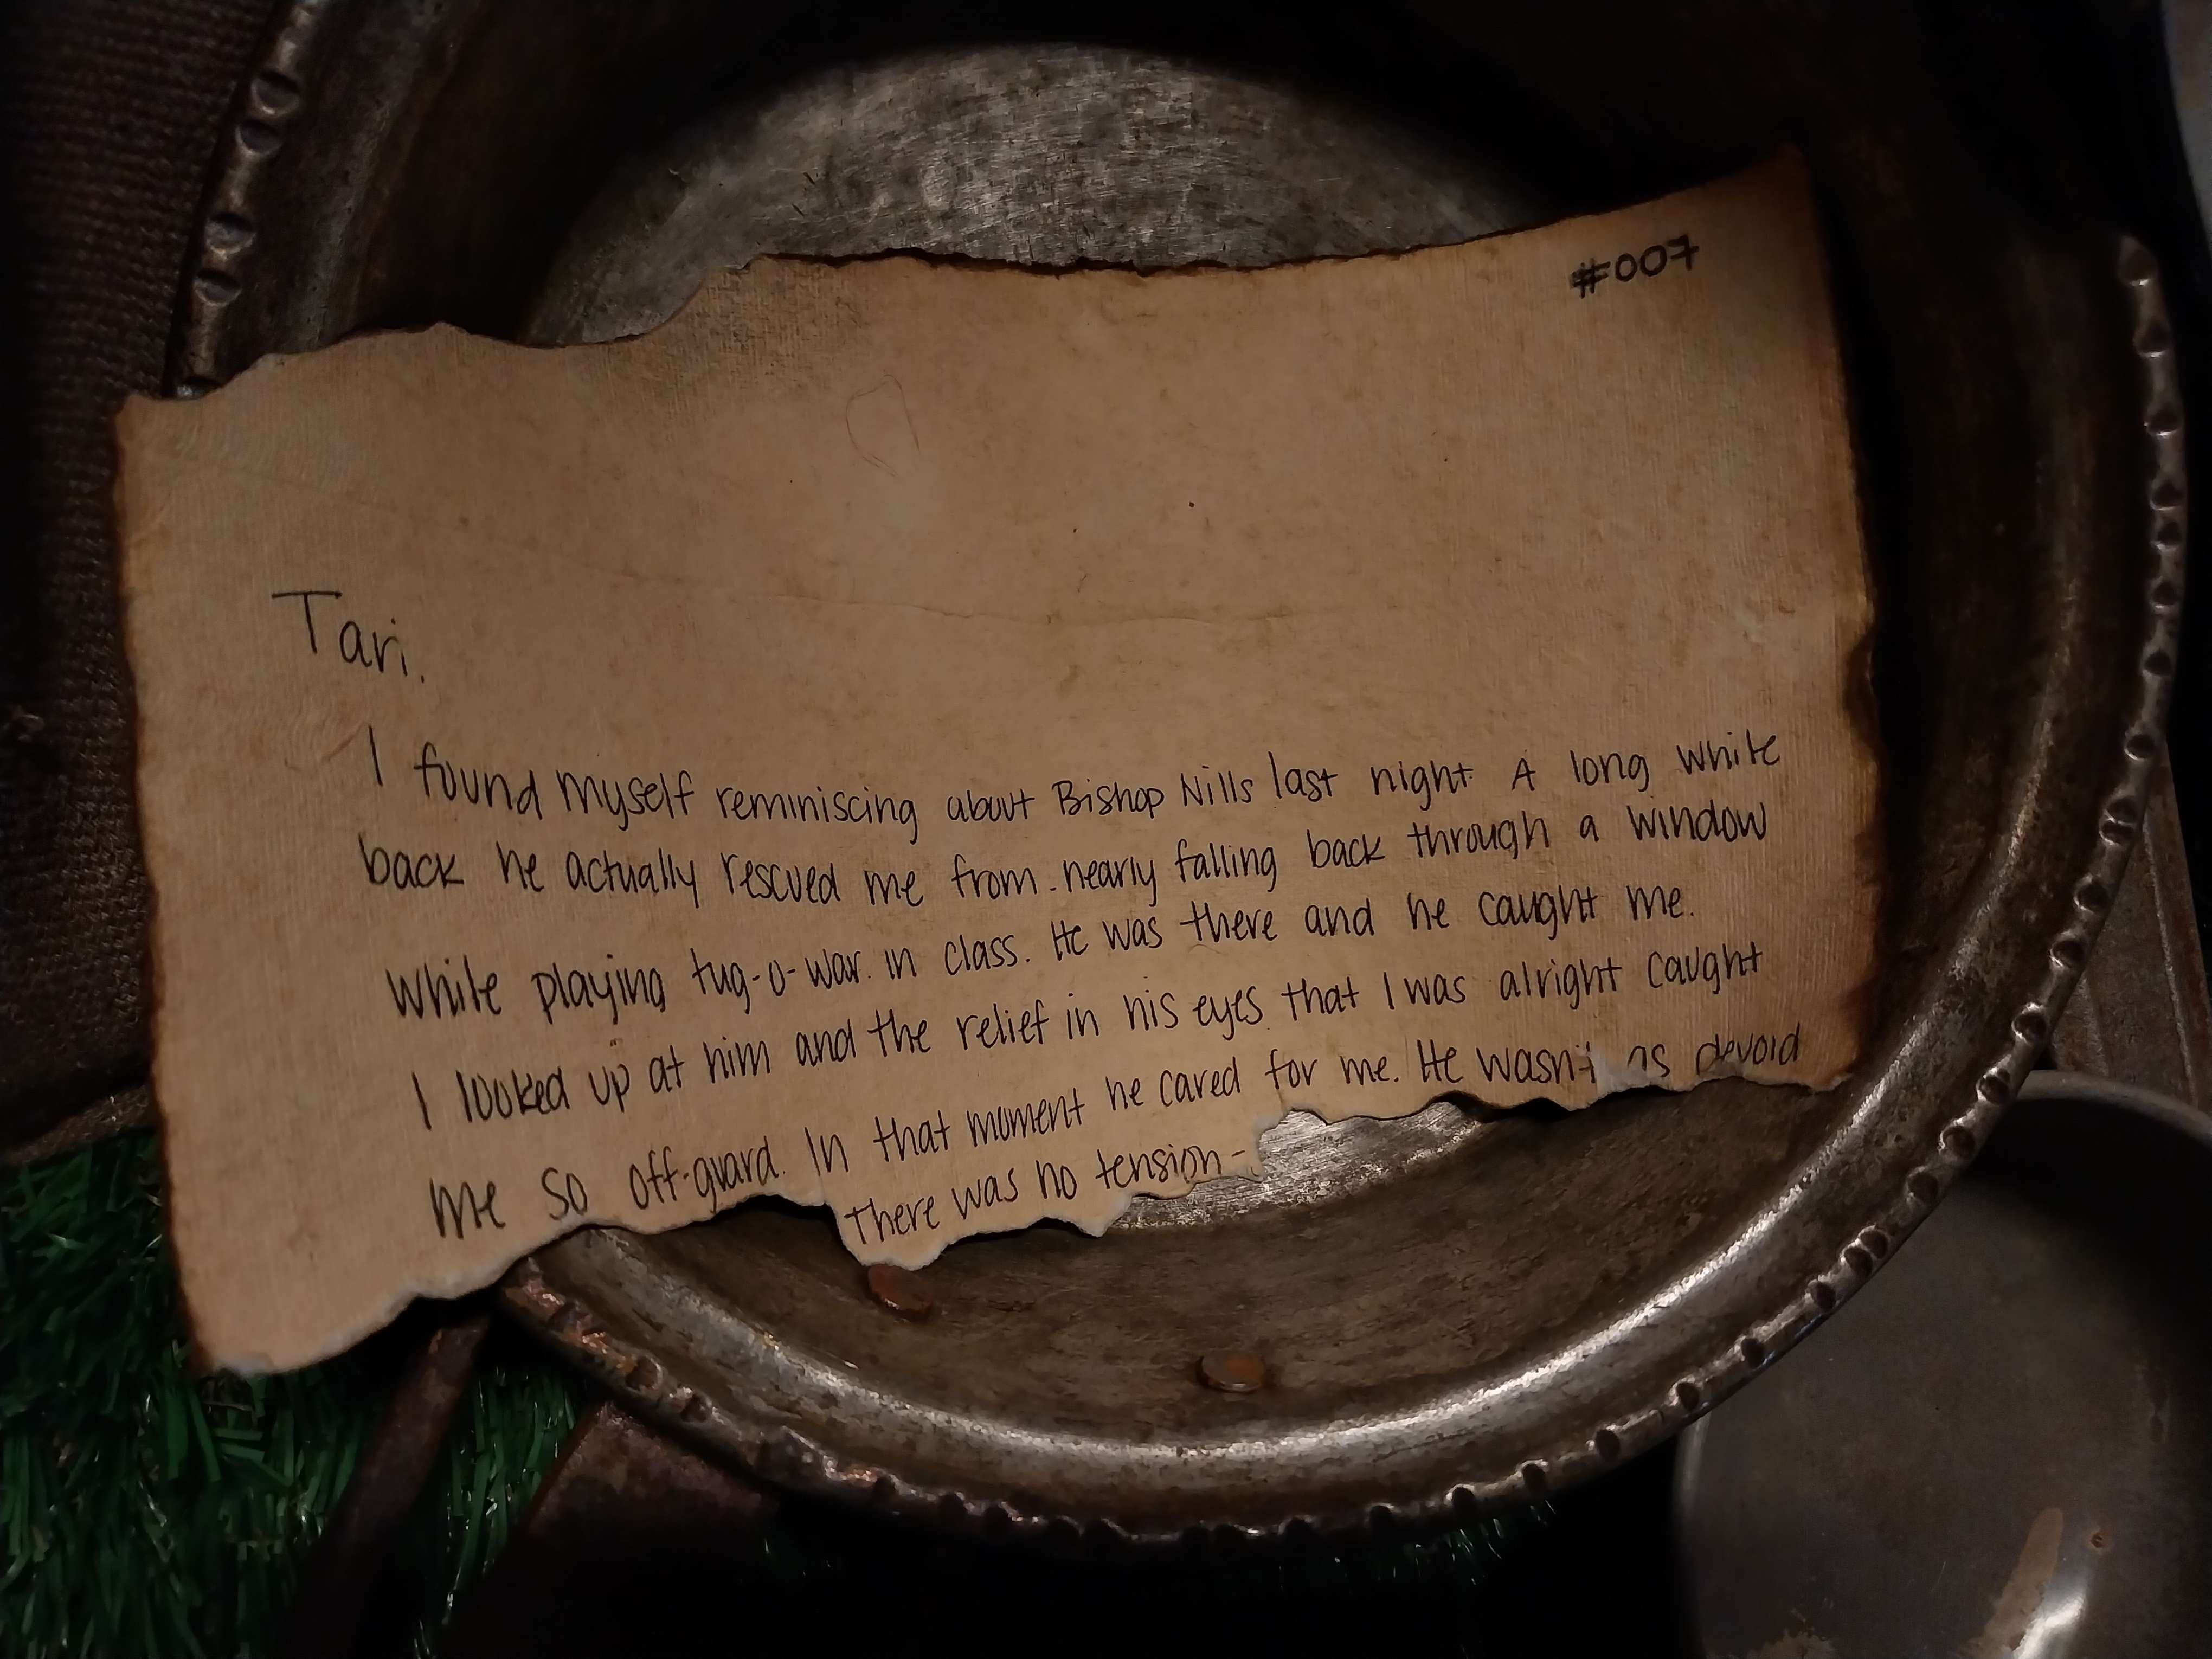 #007
Tari.
I found myself reminiscing about Bishop Nills last night. A long while
back he actually rescued me from nearly falling back through a window
while playing tug-o-war in class. He was there and he caught me.
I looked up at him and the relief in his eyes that I was alright caught
me so off-guard. In that moment he cared for me. He wasn't as devoid
There was no tension-